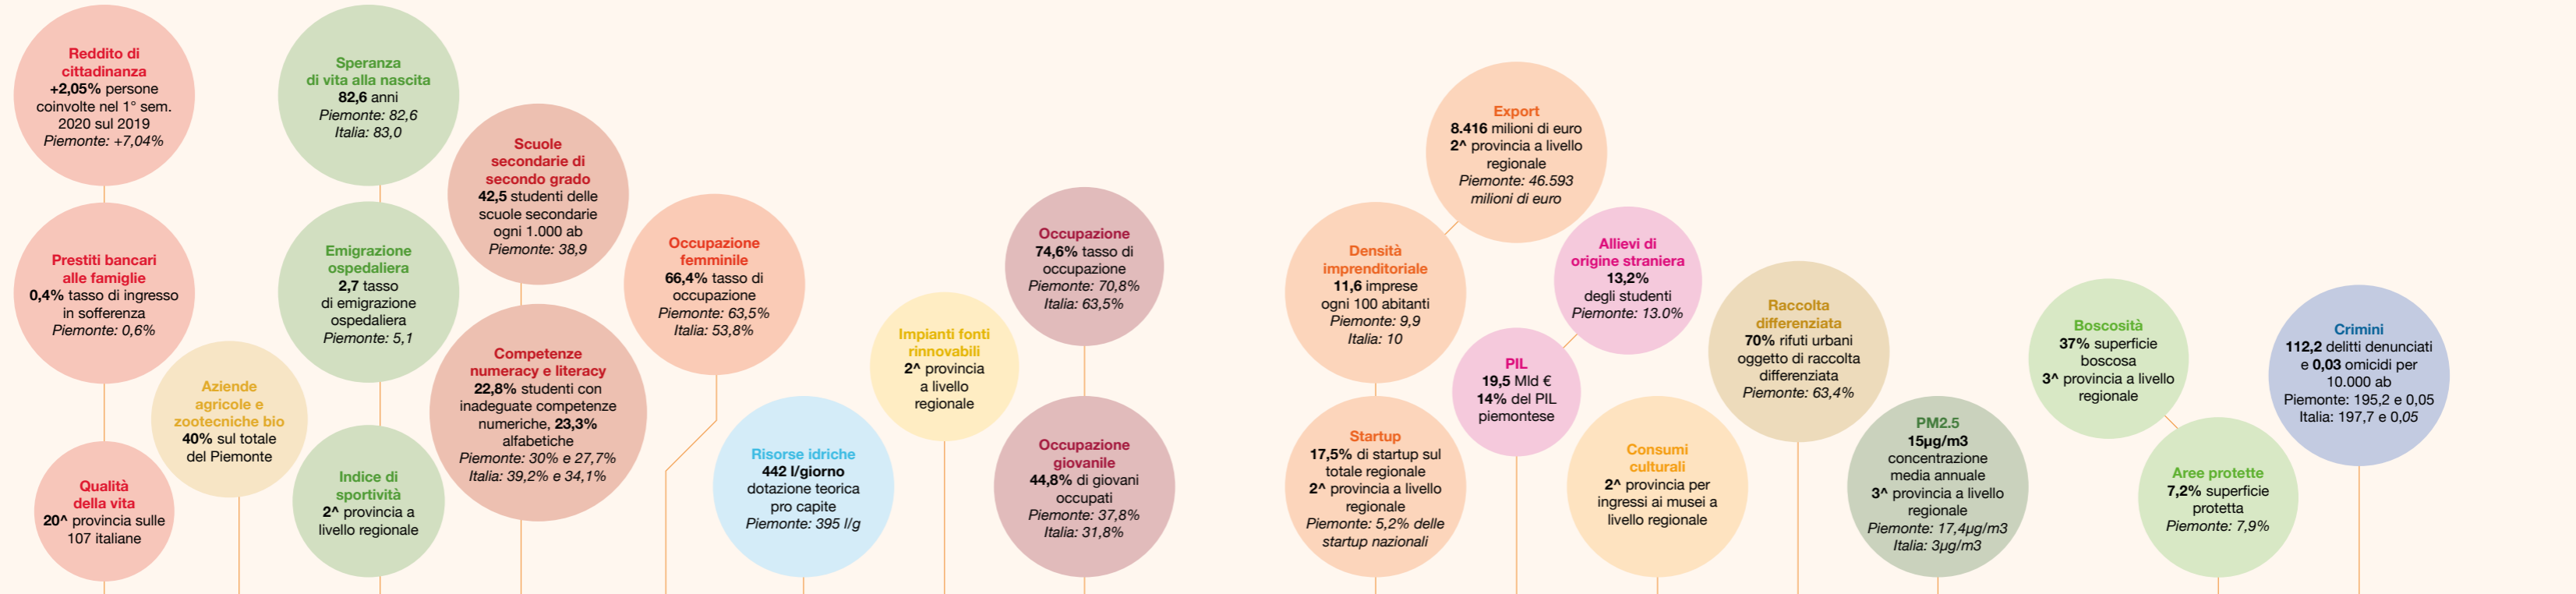 Reddito di
cittadinanza
+2,05% persone
coinvolte nel 1° sem.
2020 sul 2019
Piemonte: +7,04%
Prestiti bancari
alle famiglie
0,4% tasso di ingresso
in sofferenza
Piemonte: 0,6%
Qualità
della vita
20^ provincia sulle
107 italiane
Aziende
agricole e
zootecniche bio
40% sul totale
del Piemonte
Speranza
di vita alla nascita
82,6 anni
Piemonte: 82,6
Italia: 83,0
Emigrazione
ospedaliera
2,7 tasso
di emigrazione
ospedaliera
Piemonte: 5,1
Indice di
sportività
2^ provincia a
livello regionale
Scuole
secondarie di
secondo grado
42,5 studenti delle
scuole secondarie
ogni 1.000 ab
Piemonte: 38,9
Competenze
numeracy e literacy
22,8% studenti con
inadeguate competenze
numeriche, 23,3%
alfabetiche
Piemonte: 30% e 27,7%
Italia: 39,2% e 34,1%
Occupazione
femminile
66,4% tasso di
occupazione
Piemonte: 63,5%
Italia: 53,8%
Risorse idriche
442 l/giorno
dotazione teorica
pro capite
Piemonte: 395 l/g
Impianti fonti
rinnovabili
2^ provincia
a livello
regionale
Occupazione
74,6% tasso di
occupazione
Piemonte: 70,8%
Italia: 63,5%
Occupazione
giovanile
44,8% di giovani
occupati
Piemonte: 37,8%
Italia: 31,8%
Export
8.416 milioni di euro
2^ provincia a livello
regionale
Piemonte: 46.593
milioni di euro
Densità
imprenditoriale
11,6 imprese
ogni 100 abitanti
Piemonte: 9,9
Italia: 10
Startup
17,5% di startup sul
totale regionale
2^ provincia a livello
regionale
Piemonte: 5,2% delle
startup nazionali
Allievi di
origine straniera
13,2%
degli studenti
Piemonte: 13.0%
PIL
19,5 Mld €
14% del PIL
piemontese
Consumi
culturali
2^ provincia per
ingressi ai musei a
livello regionale
Raccolta
differenziata
70% rifuti urbani
oggetto di raccolta
differenziata
Piemonte: 63,4%
PM2.5
15µg/m3
concentrazione
media annuale
3^ provincia a livello
regionale
Piemonte: 17,4µg/m3
Italia: 3µg/m3
Boscosità
37% superficie
boscosa
3^ provincia a livello
regionale
Aree protette
7,2% superficie
protetta
Piemonte: 7,9%
Crimini
112,2 delitti denunciati
e 0,03 omicidi per
10.000 ab
Piemonte: 195,2 e 0,05
Italia: 197,7 e 0,05